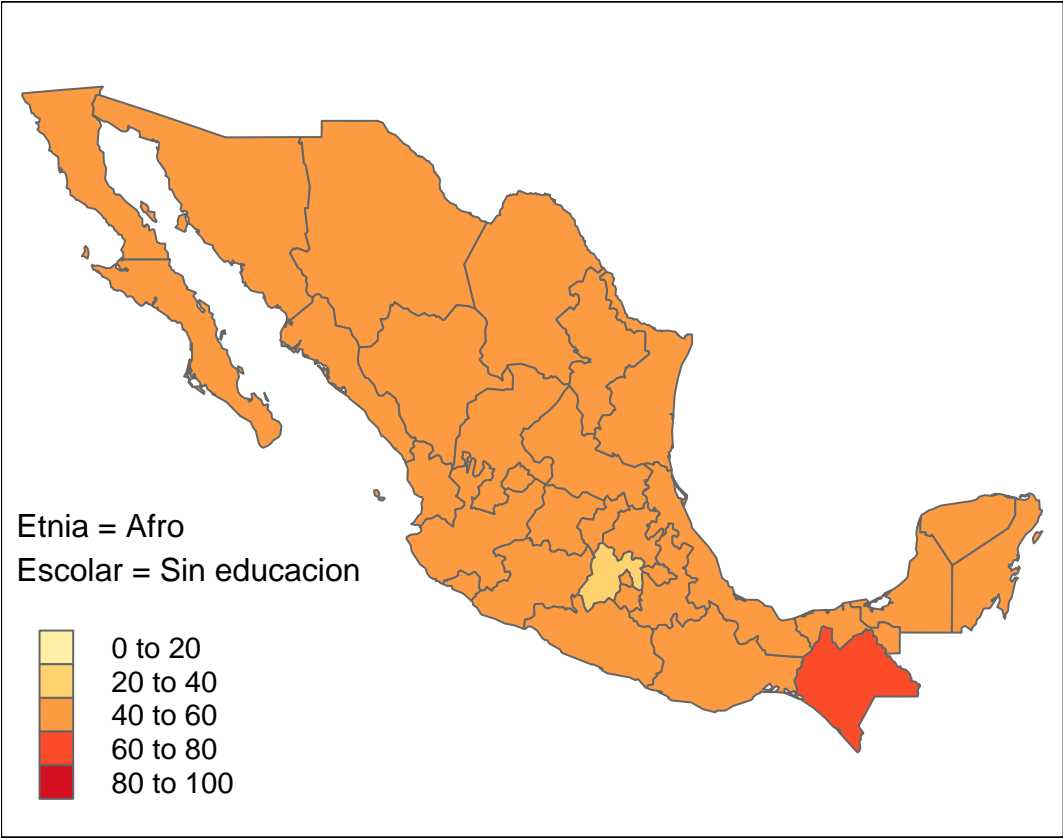 Etnia = Afro
Escolar = Sin educacion
0 to 20
20 to 40
40 to 60
60 to 80
80 to 100